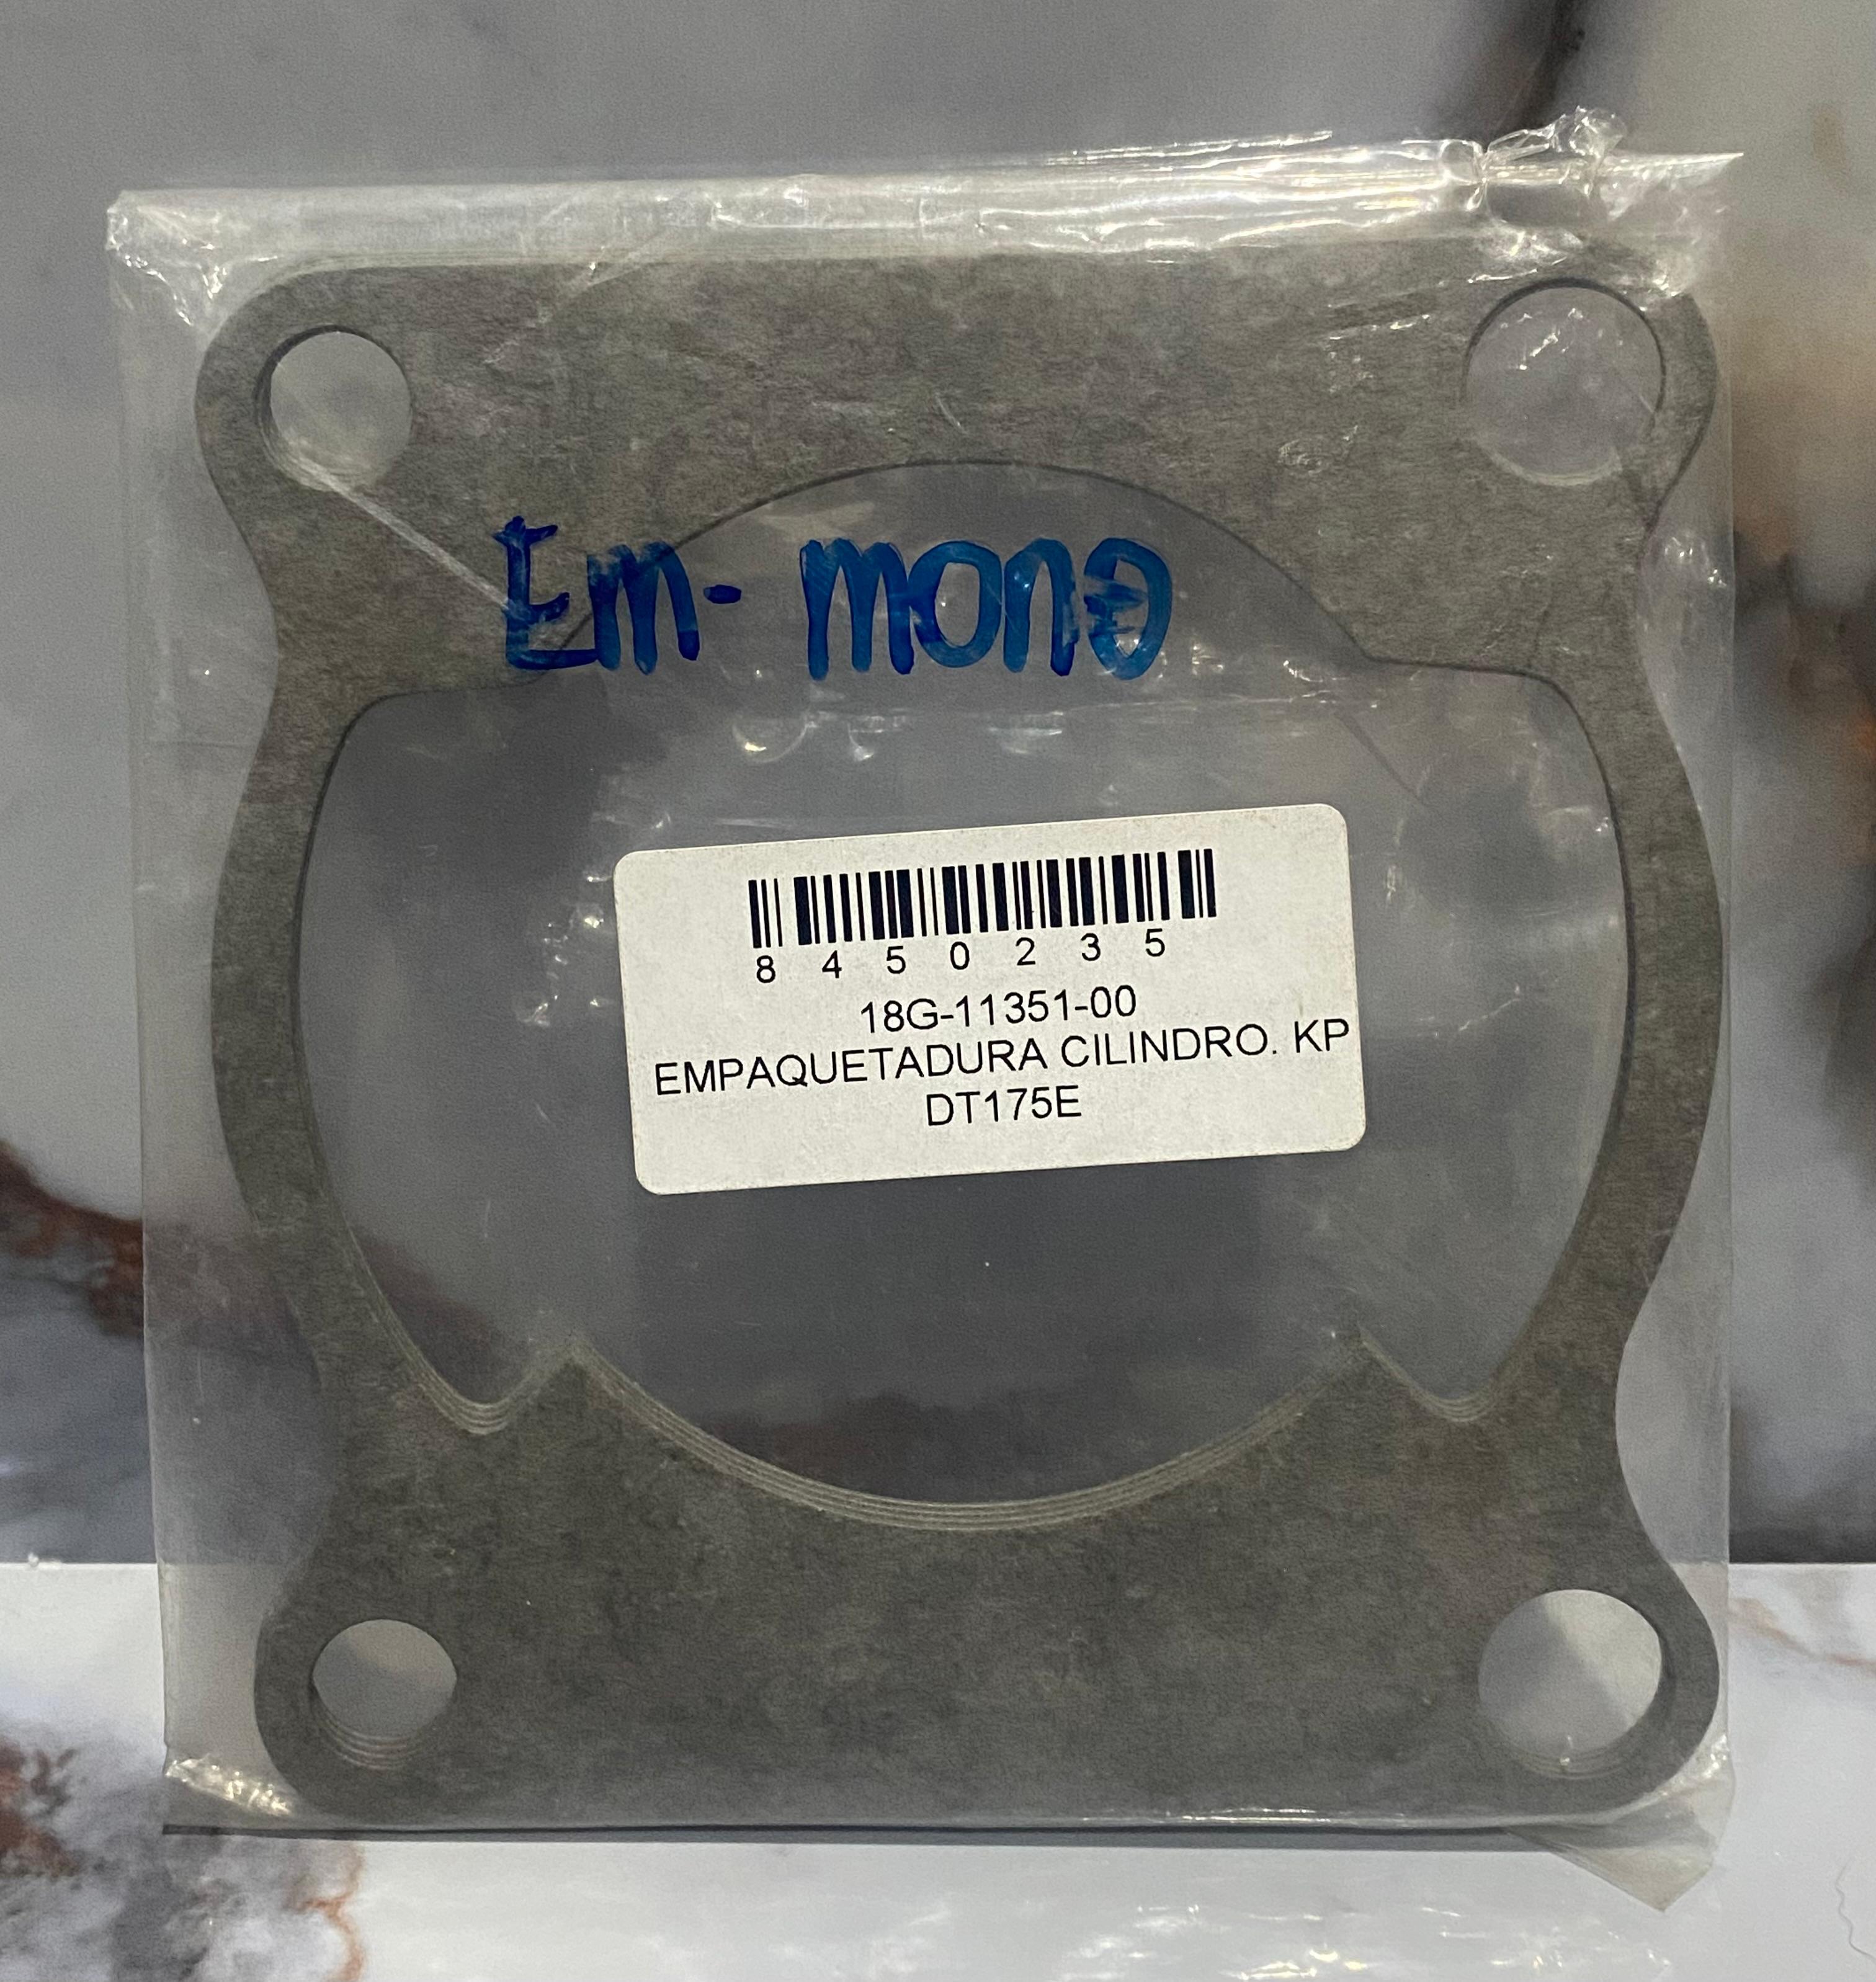 Em- mono
8 4 5 0 2 3 5
18G-11351-00
EMPAQUETADURA CILINDRO. KP
DT175E